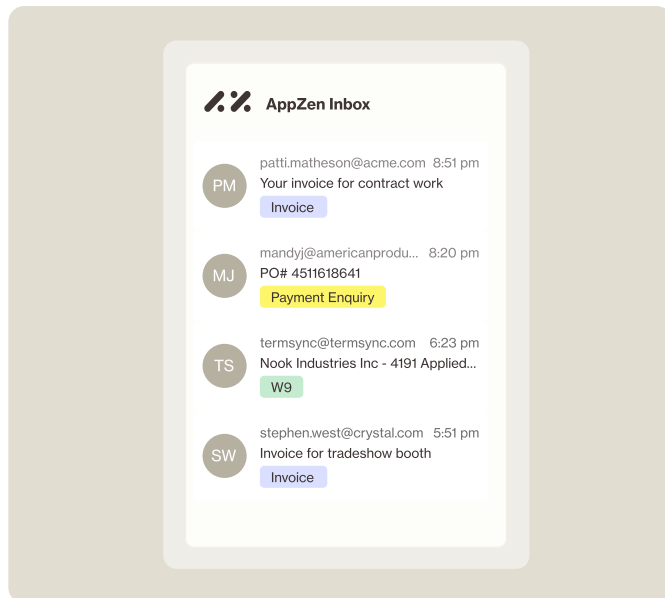 AppZen Inbox
PM
patti.matheson@acme.com 8:51 pm
Your invoice for contract work
Invoice
MJ
mandyj@americanprodu... 8:20 pm
PO# 4511618641
Payment Enquiry
TS
termsync@termsync.com 6:23 pm
Nook Industries Inc - 4191 Applied...
W9
SW
stephen.west@crystal.com 5:51 pm
Invoice for tradeshow booth
Invoice